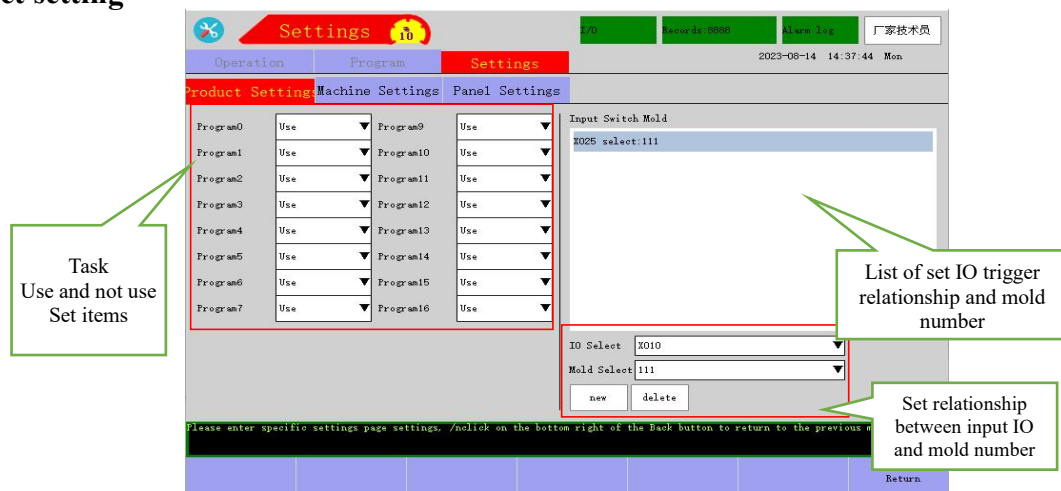 ct setting
Settings 10
I/O Records:8888 Alarm log 厂家技术员
Operation Program Settings
2023-08-14 14:37:44 Mon
Product Setting Machine Settings Panel Settings
Program0 Use Program9 Use
Program1 Use Program10 Use
Program2 Use Program11 Use
Program3 Use Program12 Use
Program4 Use Program13 Use
Program5 Use Program14 Use
Program6 Use Program15 Use
Program7 Use Program16 Use
Input Switch Mold
X025 select:111
IO Select X010
Mold Select 111
new delete
Please enter specific settings page settings, /nclick on the bottom right of the Back button to return to the previous m
Return
Task
Use and not use
Set items
List of set IO trigger
relationship and mold
number
Set relationship
between input IO
and mold number